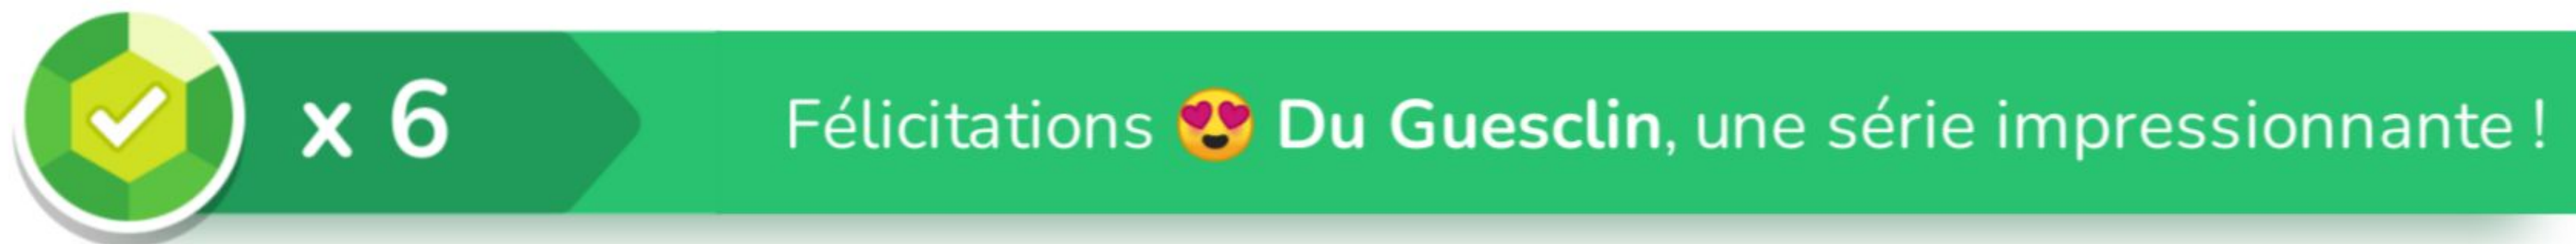 x 6 Félicitations 😍 Du Guesclin, une série impressionnante !